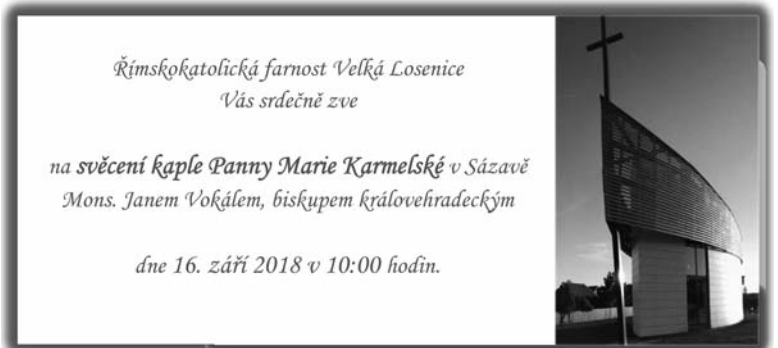 Římskokatolická farnost Velká Losenice
Vás srdečně zve
na svěcení kaple Panny Marie Karmelské v Sázavě
Mons. Janem Vokálem, biskupem královehradeckým
dne 16. září 2018 v 10:00 hodin.